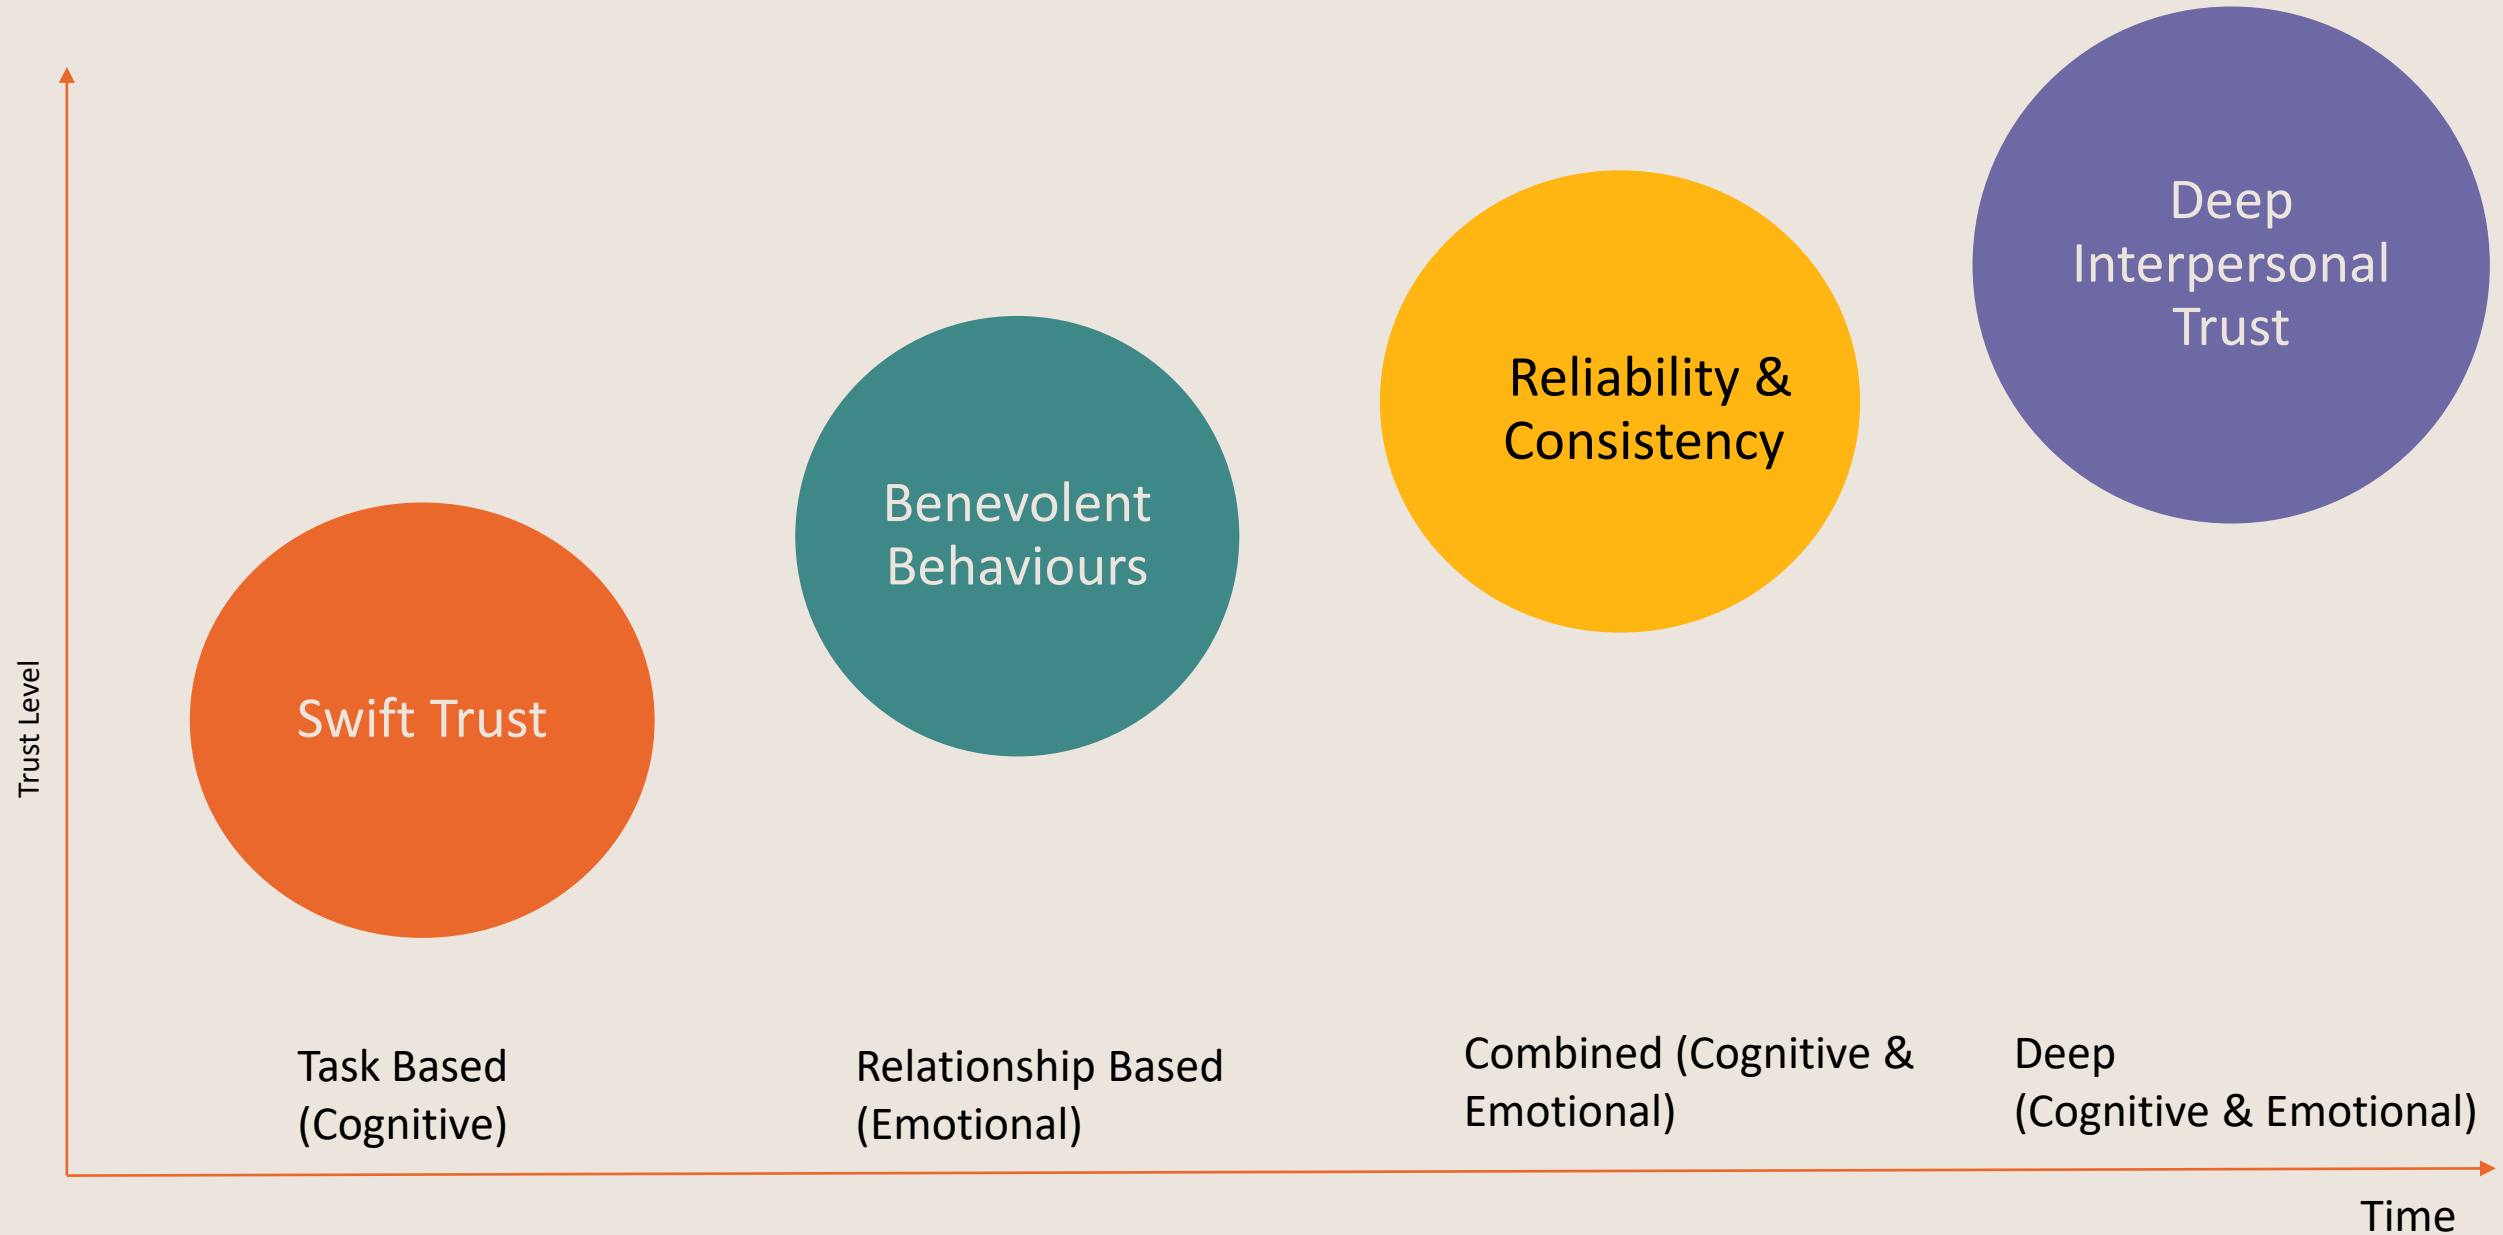 Deep
Interpersonal
Trust
Reliability &
Consistency
Benevolent
Behaviours
Swift Trust
Trust Level
Task Based
(Cognitive)
Relationship Based
(Emotional)
Combined (Cognitive &
Emotional)
Deep
(Cognitive & Emotional)
Time